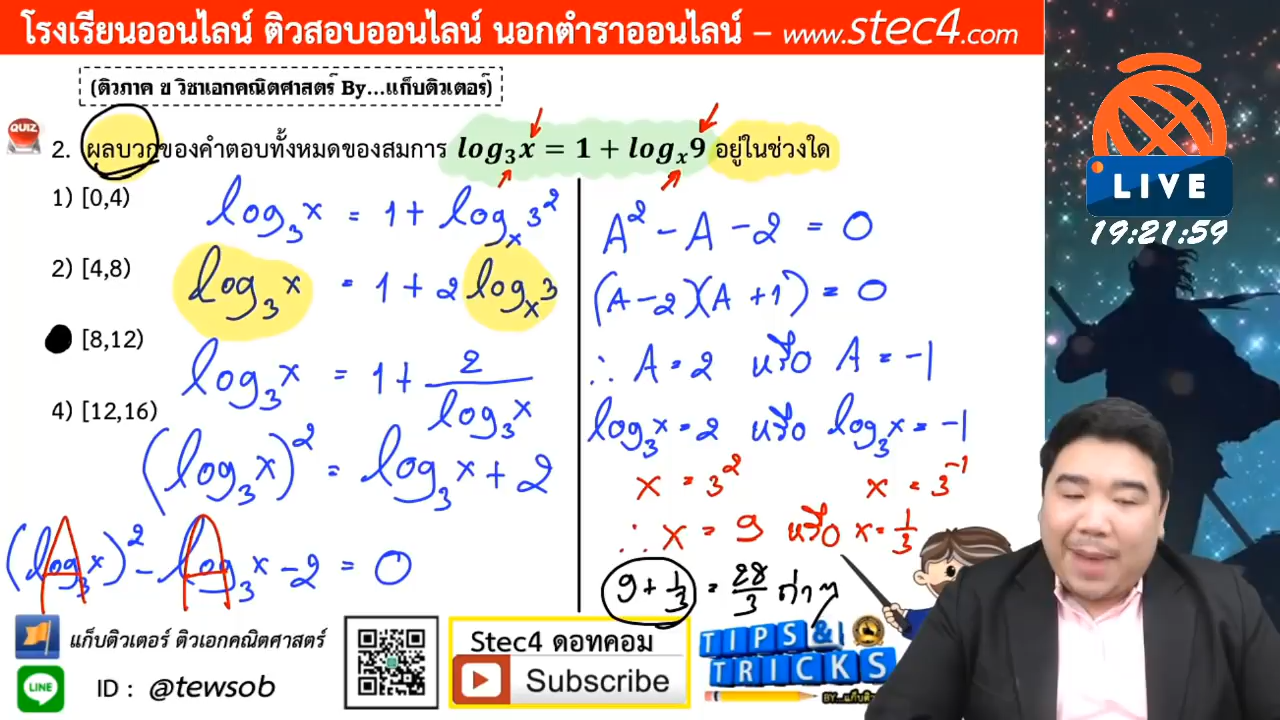 โรงเรียนออนไลน์ ติวสอบออนไลน์ นอกตำราออนไลน์ – www.stec4.com
(ติวภาค ข วิชาเอกคณิตศาสตร์ By...แก็บติวเตอร์)
QUIZ
2. ผลบวกของคำตอบทั้งหมดของสมการ log₃x = 1 + logₓ9 อยู่ในช่วงใด
1) [0,4)
2) [4,8)
[8,12)
4) [12,16)
log₃x = 1 + logₓ3²
log₃x = 1 + 2 logₓ3
log₃x = 1 + 2/log₃x
(log₃x)² = log₃x + 2
(log₃x)² - log₃x - 2 = 0
A A
A² - A - 2 = 0
(A - 2)(A + 1) = 0
∴ A = 2 หรือ A = -1
log₃x = 2 หรือ log₃x = -1
x = 3² x = 3⁻¹
∴ x = 9 หรือ x = 1/3
9 + 1/3 = 28/3
LIVE
19:21:59
แก็บติวเตอร์ ติวเอกคณิตศาสตร์
LINE
ID : @tewsob
Stec4 ดอทคอม
Subscribe
TIPS &
TRICKS